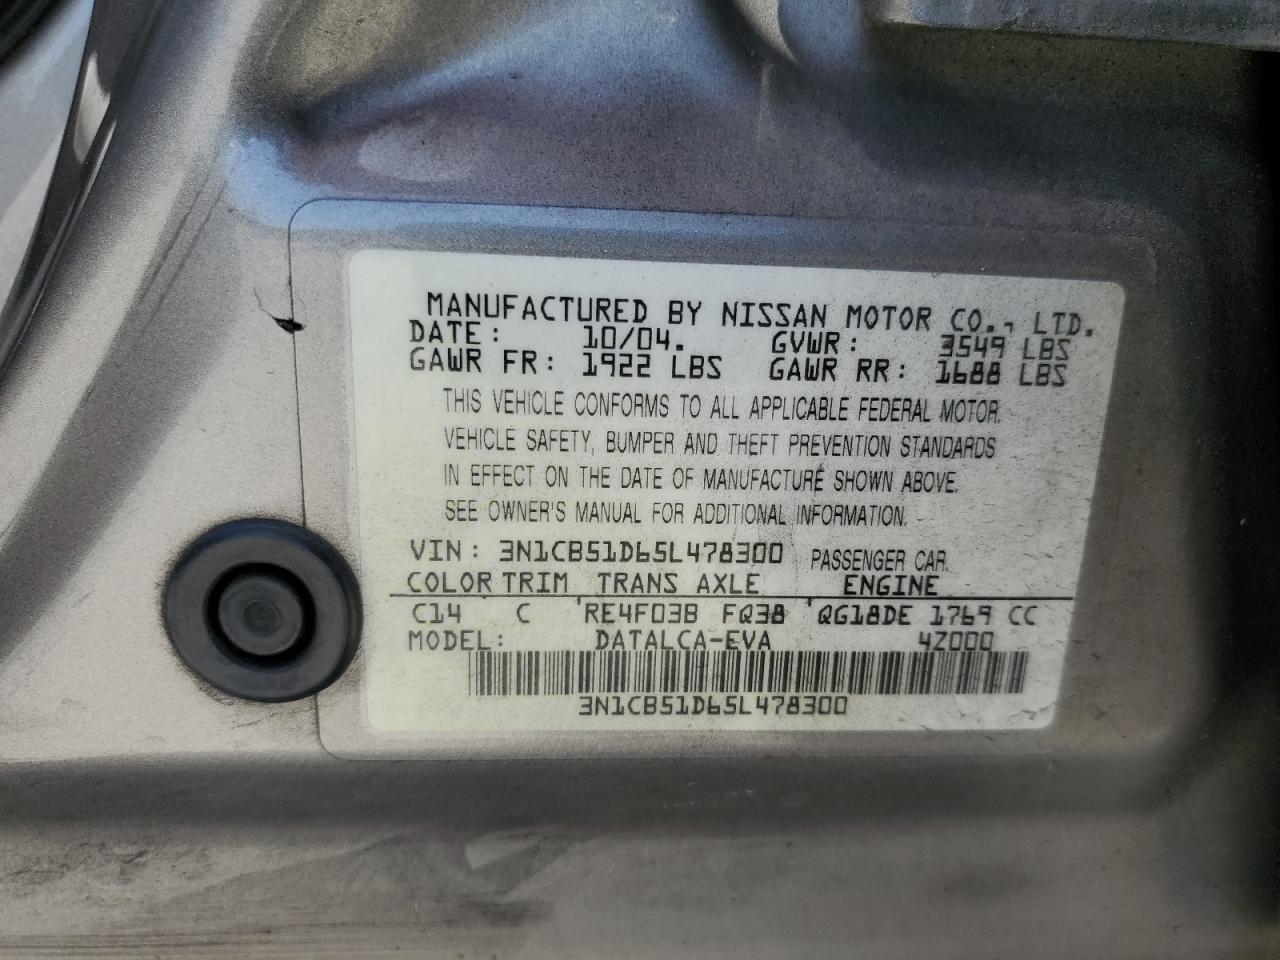 MANUFACTURED BY NISSAN MOTOR CO., LTD.
DATE: 10/04. GVWR: 3549 LBS
GAWR FR: 1922 LBS GAWR RR: 1688 LBS
THIS VEHICLE CONFORMS TO ALL APPLICABLE FEDERAL MOTOR
VEHICLE SAFETY, BUMPER AND THEFT PREVENTION STANDARDS
IN EFFECT ON THE DATE OF MANUFACTURE SHOWN ABOVE.
SEE OWNER'S MANUAL FOR ADDITIONAL INFORMATION.
VIN: 3N1CB51D65L478300 PASSENGER CAR.
COLOR TRIM TRANS AXLE ENGINE
C14 C RE4F03B FQ38 QG18DE 1769 CC
MODEL: DATALCA-EVA 4Z000
3N1CB51D65L478300